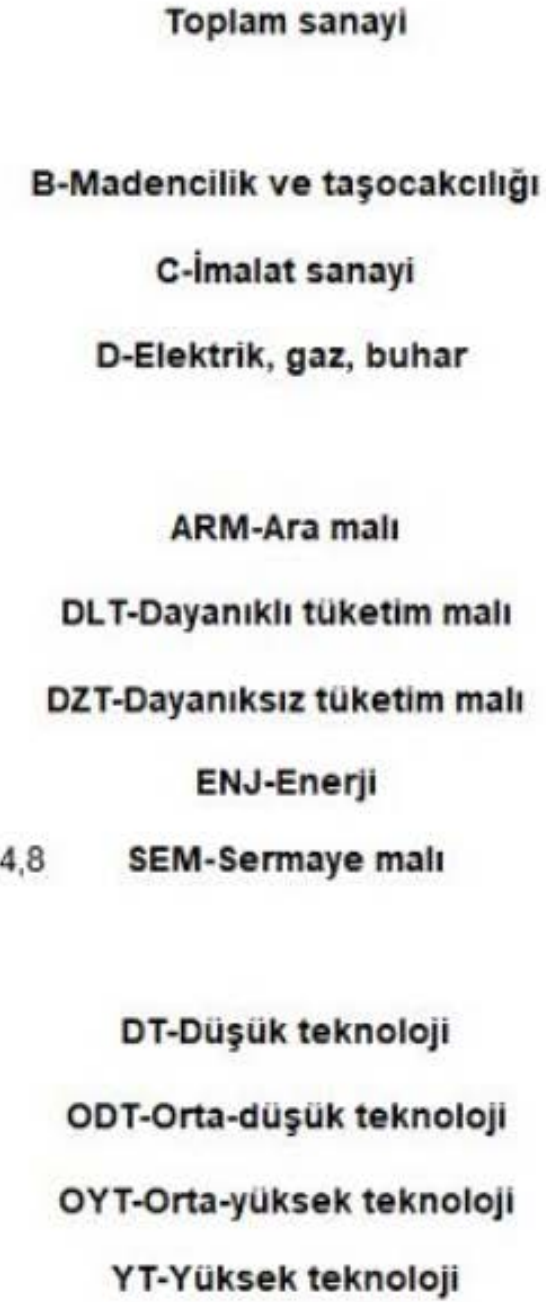 Toplam sanayi
B-Madencilik ve taşocakcılığı
C-İmalat sanayi
D-Elektrik, gaz, buhar
ARM-Ara malı
DLT-Dayanıklı tüketim malı
DZT-Dayanıksız tüketim malı
ENJ-Enerji
4,8 SEM-Sermaye malı
DT-Düşük teknoloji
ODT-Orta-düşük teknoloji
OYT-Orta-yüksek teknoloji
YT-Yüksek teknoloji